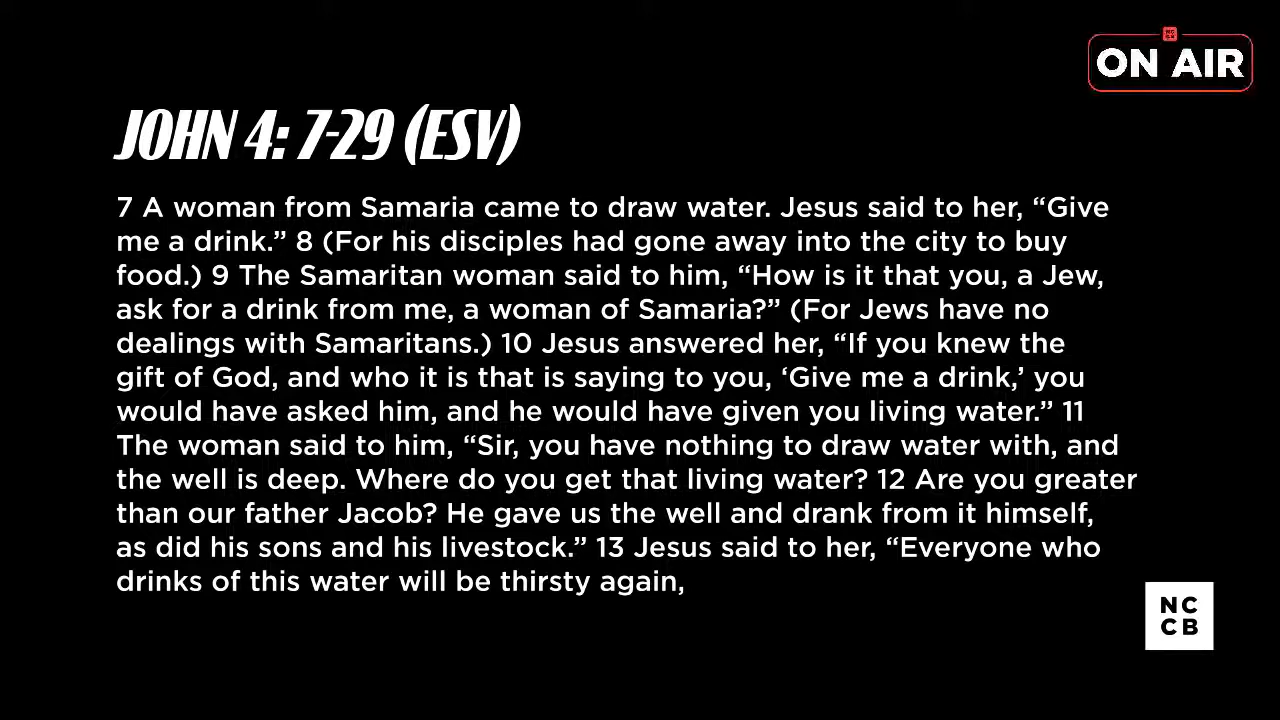 ON AIR
JOHN 4: 7-29 (ESV)
7 A woman from Samaria came to draw water. Jesus said to her, “Give
me a drink.” 8 (For his disciples had gone away into the city to buy
food.) 9 The Samaritan woman said to him, “How is it that you, a Jew,
ask for a drink from me, a woman of Samaria?” (For Jews have no
dealings with Samaritans.) 10 Jesus answered her, “If you knew the
gift of God, and who it is that is saying to you, ‘Give me a drink,’ you
would have asked him, and he would have given you living water.” 11
The woman said to him, “Sir, you have nothing to draw water with, and
the well is deep. Where do you get that living water? 12 Are you greater
than our father Jacob? He gave us the well and drank from it himself,
as did his sons and his livestock.” 13 Jesus said to her, “Everyone who
drinks of this water will be thirsty again,
NC
CB